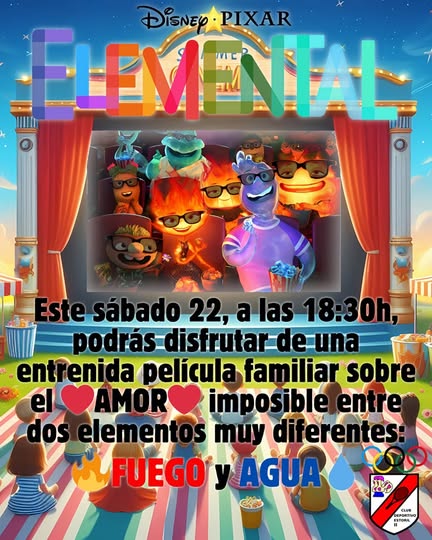 DISNEY · PIXAR
ELEMENTAL
Este sábado 22, a las 18:30h,
podrás disfrutar de una
entrenida película familiar sobre
el AMOR imposible entre
dos elementos muy diferentes:
FUEGO y AGUA
CLUB
DEPORTIVO
ESTORIL
II